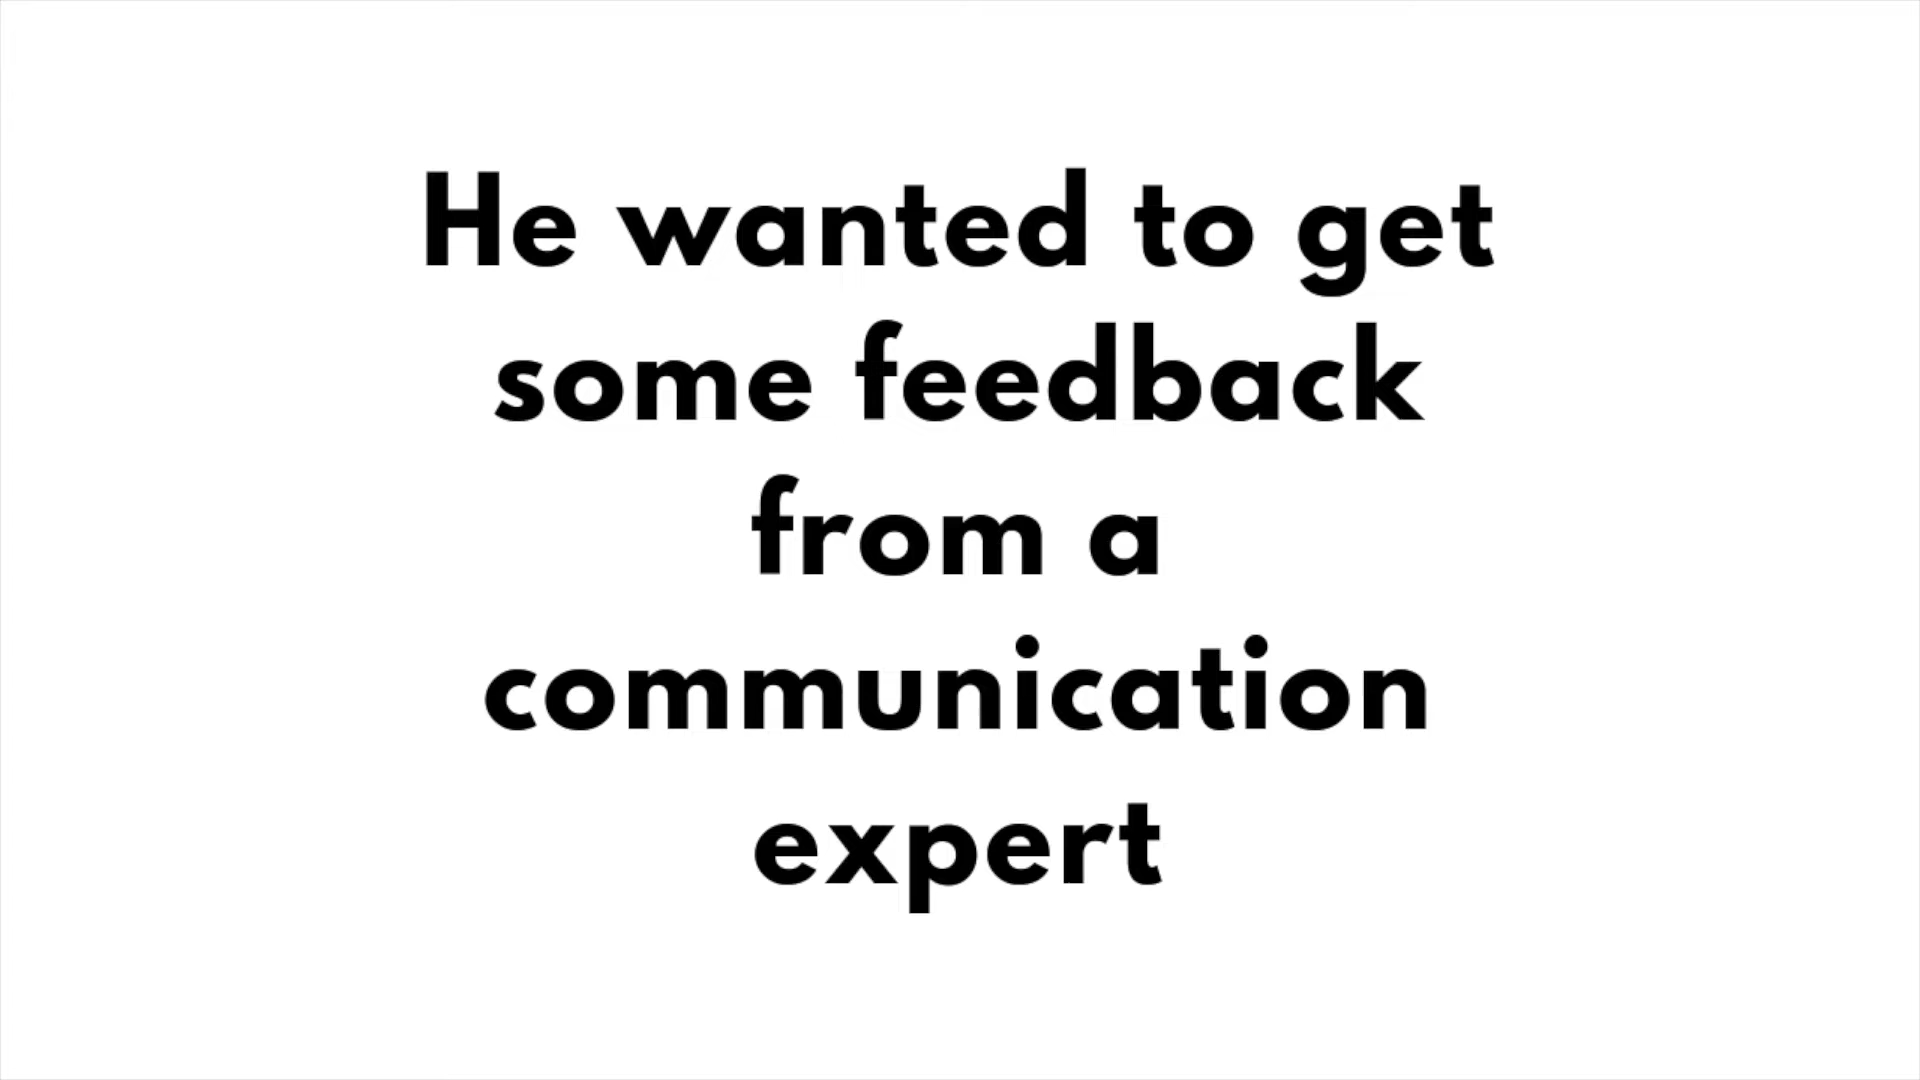 He wanted to get
some feedback
from a
communication
expert